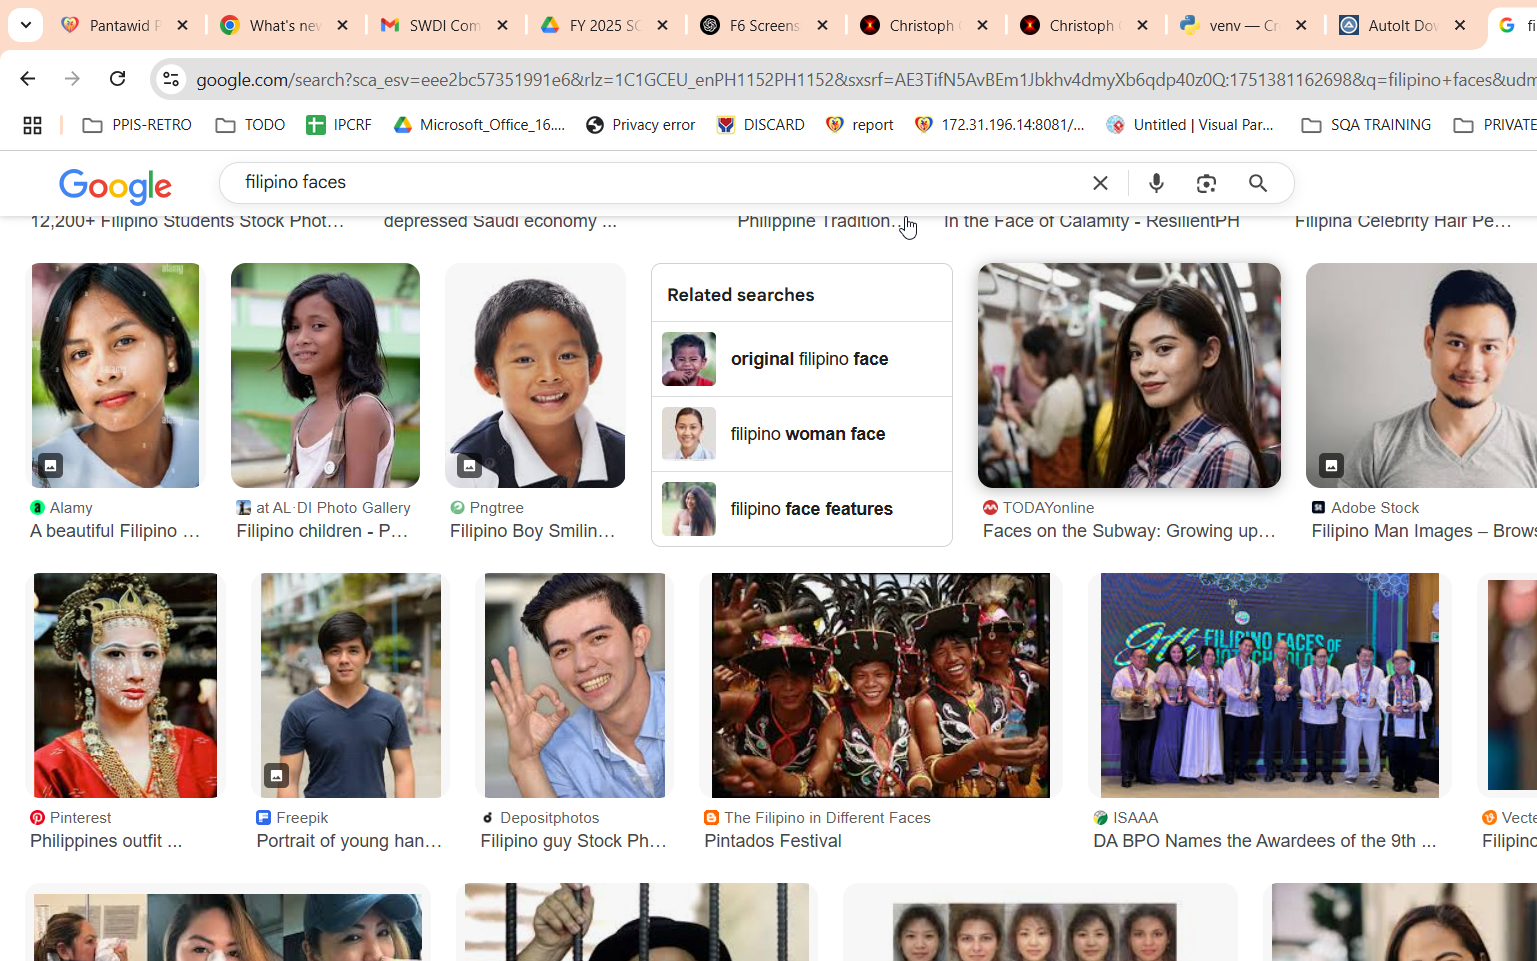 Pantawid P
What's new
SWDI Com
FY 2025 SC
F6 Screens
Christoph
Christoph
venv — Cr
AutoIt Dov
fi
google.com/search?sca_esv=eee2bc57351991e6&rlz=1C1GCEU_enPH1152PH1152&sxsrf=AE3TifN5AvBEm1Jbkhv4dmyXb6qdp40z0Q:1751381162698&q=filipino+faces&udm
PPIS-RETRO
TODO
IPCRF
Microsoft_Office_16....
Privacy error
DISCARD
report
172.31.196.14:8081/...
Untitled | Visual Par...
SQA TRAINING
PRIVATE
Google
filipino faces
12,200+ Filipino Students Stock Phot...
depressed Saudi economy ...
Philippine Tradition...
In the Face of Calamity - ResilientPH
Filipina Celebrity Hair Pe...
alamy
alamy
alamy
Related searches
original filipino face
filipino woman face
filipino face features
Alamy
A beautiful Filipino ...
at AL·DI Photo Gallery
Filipino children - P...
Pngtree
Filipino Boy Smilin...
TODAYonline
Faces on the Subway: Growing up...
Adobe Stock
Filipino Man Images – Brows
9th FILIPINO FACES OF
BIOTECHNOLOGY
Pinterest
Philippines outfit ...
Freepik
Portrait of young han...
Depositphotos
Filipino guy Stock Ph...
The Filipino in Different Faces
Pintados Festival
ISAAA
DA BPO Names the Awardees of the 9th ...
Vecte
Filipino